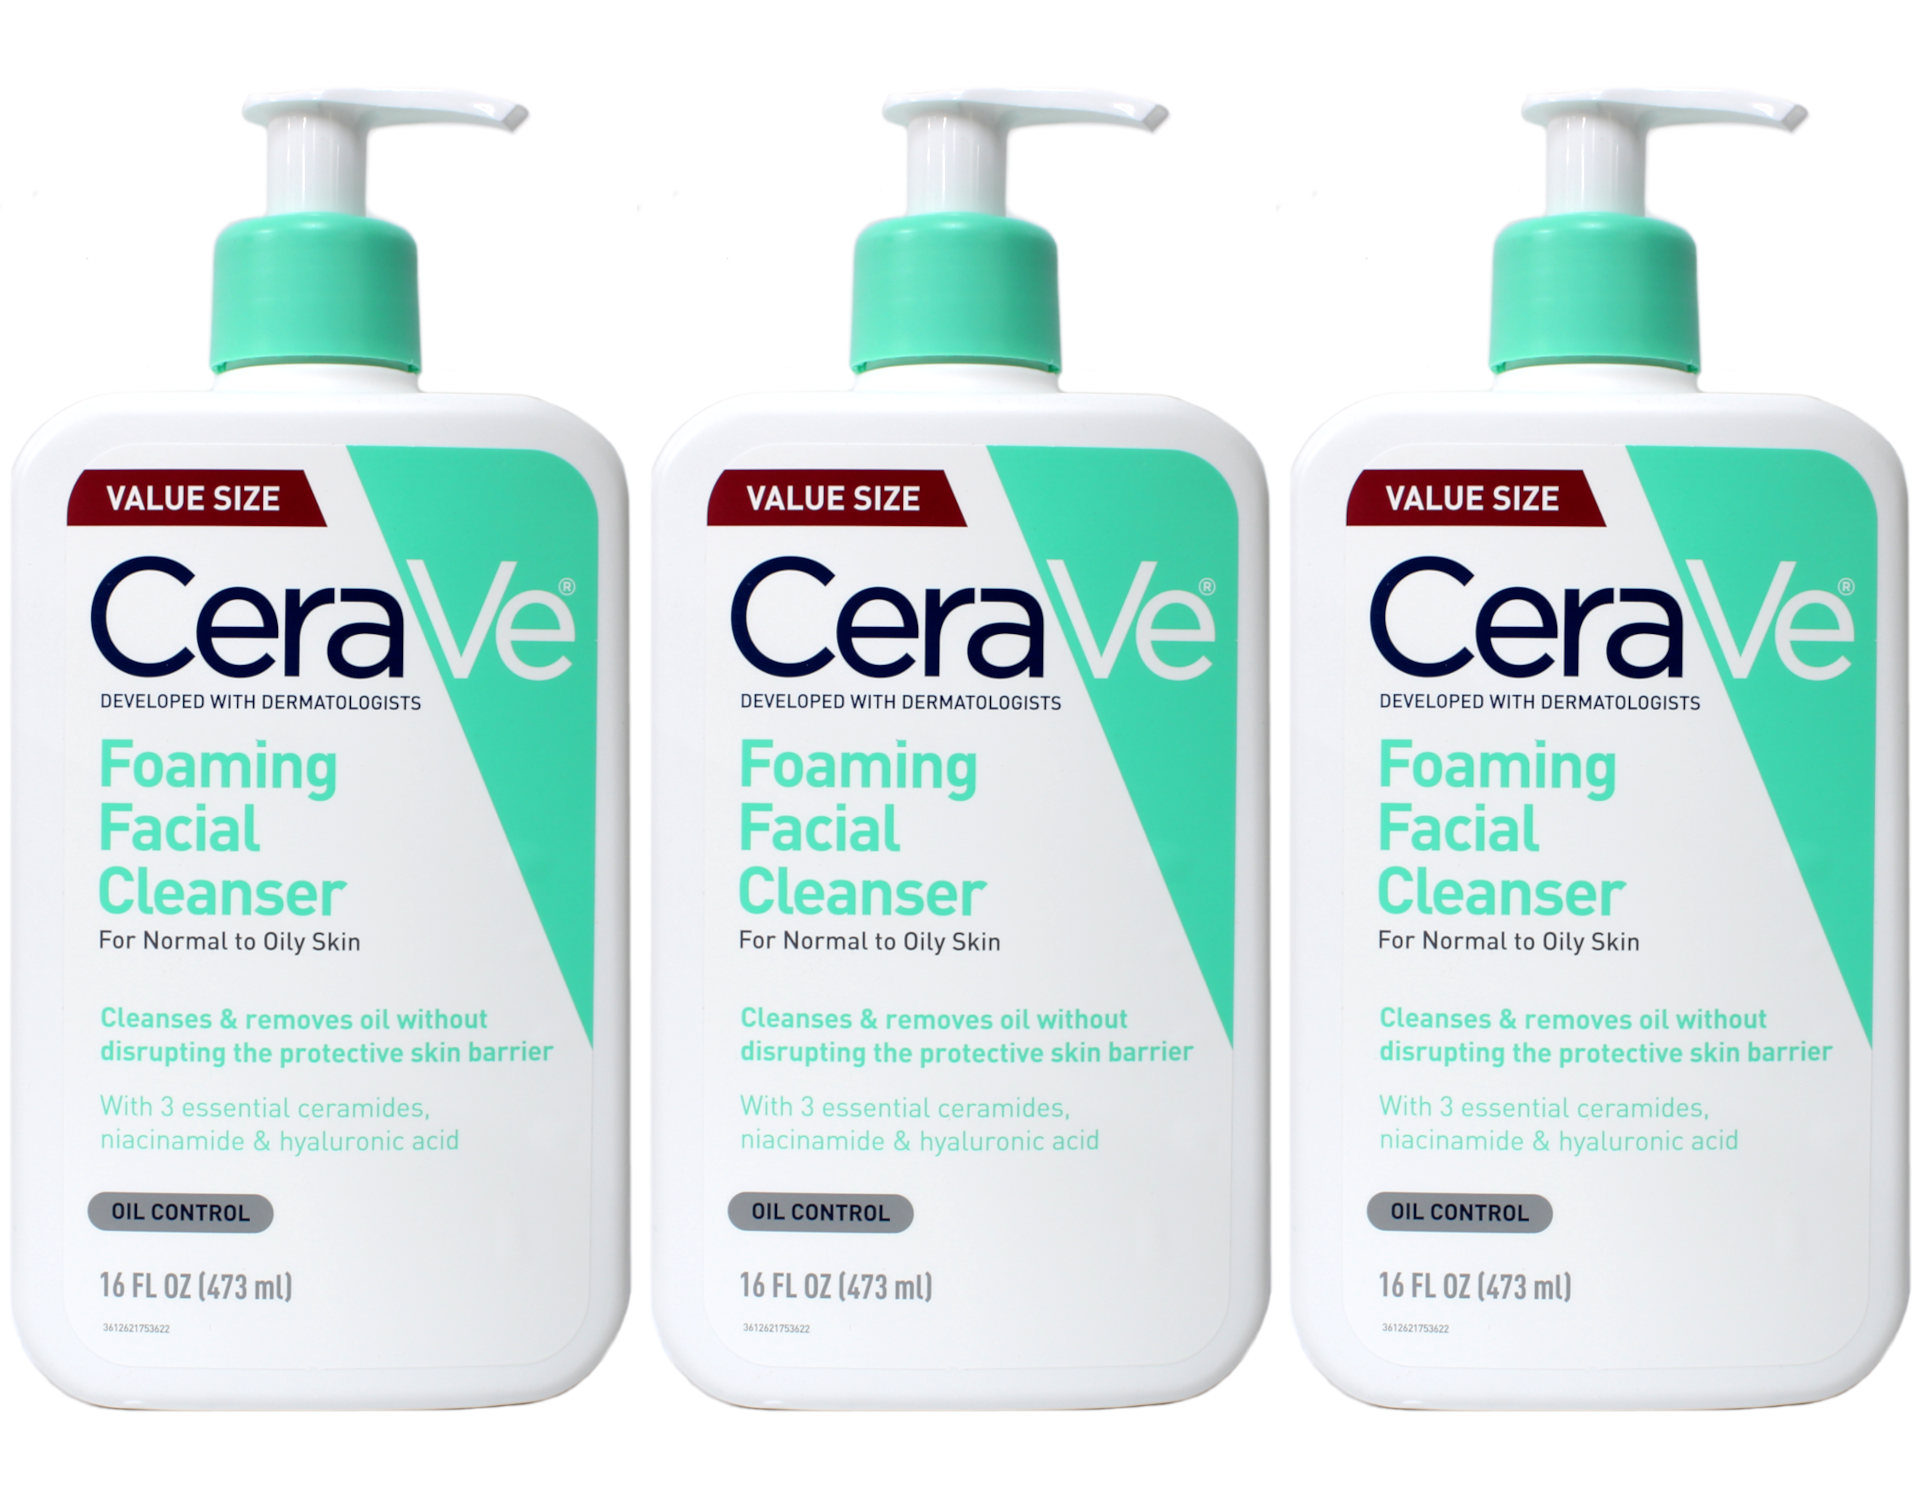 VALUE SIZE
CeraVe®
DEVELOPED WITH DERMATOLOGISTS
Foaming
Facial
Cleanser
For Normal to Oily Skin
Cleanses & removes oil without
disrupting the protective skin barrier
With 3 essential ceramides,
niacinamide & hyaluronic acid
OIL CONTROL
16 FL OZ (473 ml)
3612621753622
VALUE SIZE
CeraVe®
DEVELOPED WITH DERMATOLOGISTS
Foaming
Facial
Cleanser
For Normal to Oily Skin
Cleanses & removes oil without
disrupting the protective skin barrier
With 3 essential ceramides,
niacinamide & hyaluronic acid
OIL CONTROL
16 FL OZ (473 ml)
3612621753622
VALUE SIZE
CeraVe®
DEVELOPED WITH DERMATOLOGISTS
Foaming
Facial
Cleanser
For Normal to Oily Skin
Cleanses & removes oil without
disrupting the protective skin barrier
With 3 essential ceramides,
niacinamide & hyaluronic acid
OIL CONTROL
16 FL OZ (473 ml)
3612621753622